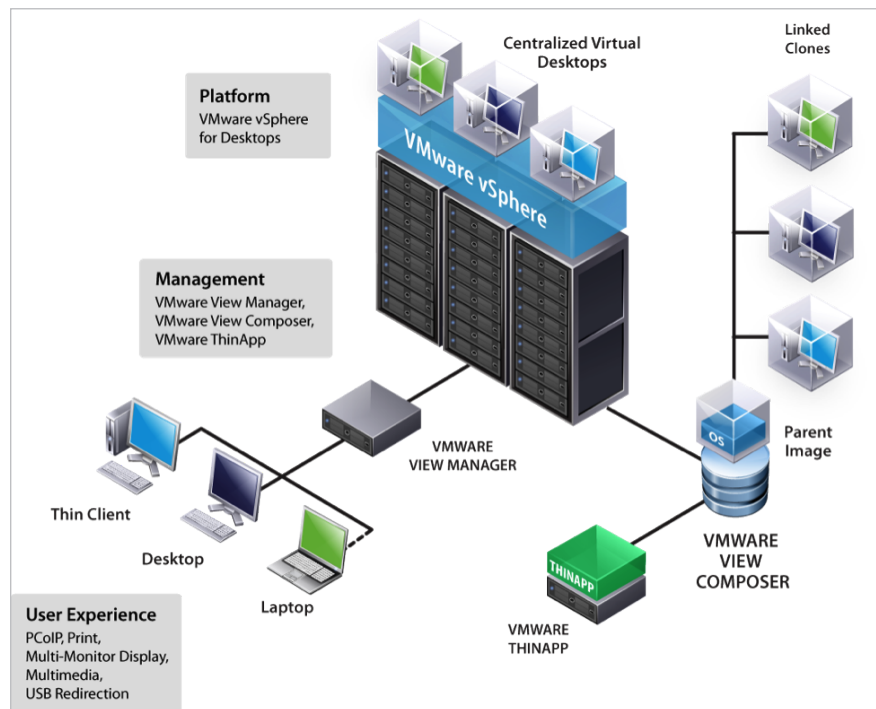 Centralized Virtual
Desktops
Linked
Clones
Platform
VMware vSphere
for Desktops
VMware vSphere
Management
VMware View Manager,
VMware View Composer,
VMware ThinApp
VMWARE
VIEW MANAGER
OS
Parent
Image
Thin Client
Desktop
Laptop
VMWARE
VIEW
COMPOSER
THINAPP
VMWARE
THINAPP
User Experience
PCoIP, Print,
Multi-Monitor Display,
Multimedia,
USB Redirection